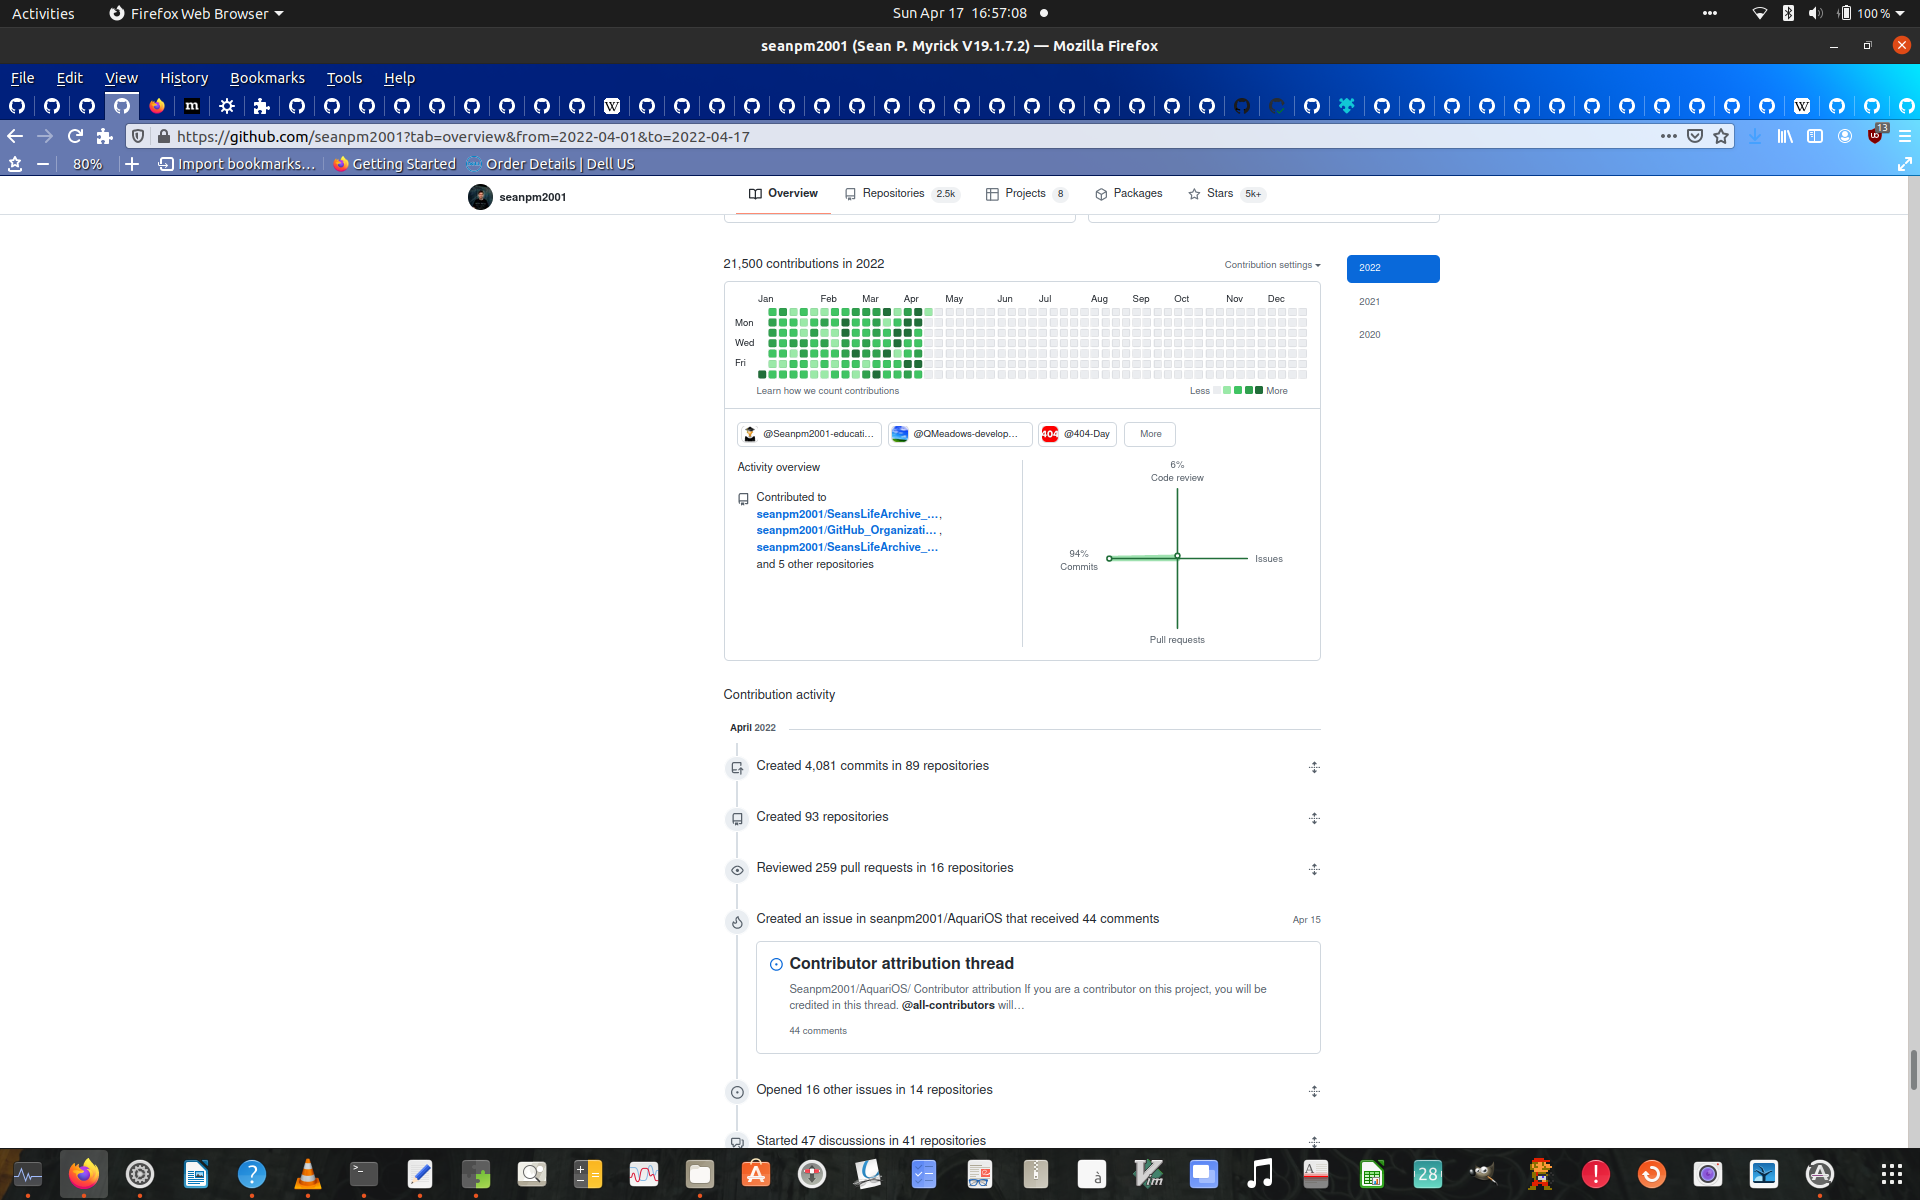 Activities
Firefox Web Browser
Sun Apr 17 16:57:08
100 %
seanpm2001 (Sean P. Myrick V19.1.7.2) — Mozilla Firefox
File Edit View History Bookmarks Tools Help
https://github.com/seanpm2001?tab=overview&from=2022-04-01&to=2022-04-17
13
80%
Import bookmarks...
Getting Started
Order Details | Dell US
seanpm2001
Overview
Repositories 2.5k
Projects 8
Packages
Stars 5k+
21,500 contributions in 2022
Contribution settings
2022
2021
2020
Jan Feb Mar Apr May Jun Jul Aug Sep Oct Nov Dec
Mon
Wed
Fri
Learn how we count contributions
Less More
@Seanpm2001-educati...
@QMeadows-develop...
404 @404-Day
More
Activity overview
Contributed to
seanpm2001/SeansLifeArchive_...,
seanpm2001/GitHub_Organizati... ,
seanpm2001/SeansLifeArchive_...
and 5 other repositories
6%
Code review
94%
Commits
Issues
Pull requests
Contribution activity
April 2022
Created 4,081 commits in 89 repositories
Created 93 repositories
Reviewed 259 pull requests in 16 repositories
Created an issue in seanpm2001/AquariOS that received 44 comments
Apr 15
Contributor attribution thread
Seanpm2001/AquariOS/ Contributor attribution If you are a contributor on this project, you will be
credited in this thread. @all-contributors will...
44 comments
Opened 16 other issues in 14 repositories
Started 47 discussions in 41 repositories
28